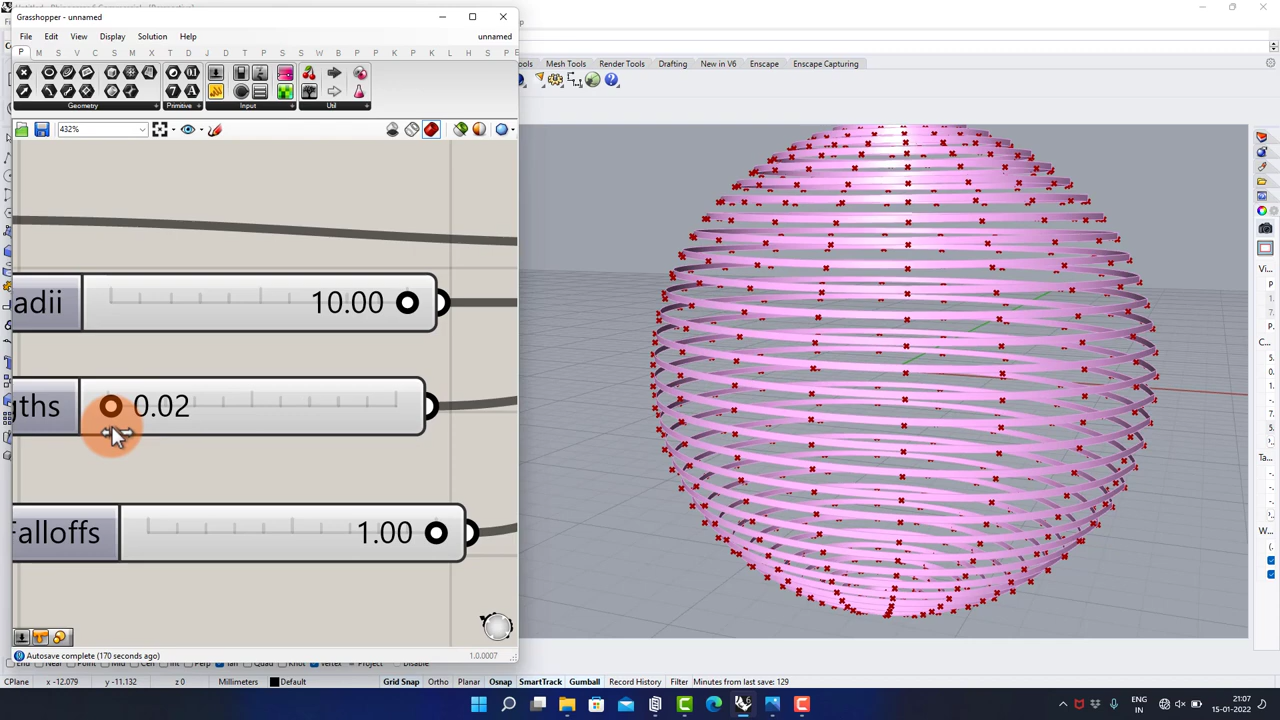 Grasshopper - unnamed
File Edit View Display Solution Help
unnamed
P M S V C S M X T D J D T P G L S W B M F P P K K L H S P E
Geometry Primitive Input Util
432%
Mesh Tools Render Tools Drafting New in V6 Enscape Enscape Capturing
adii 10.00
gths 0.02
Falloffs 1.00
Autosave complete (170 seconds ago)
1.0.0007
CPlane x -12.079 y -11.132 z 0 Millimeters Default Grid Snap Ortho Planar Osnap SmartTrack Gumball Record History Filter Minutes from last save: 129
ENG
IN
21:07
15-01-2022